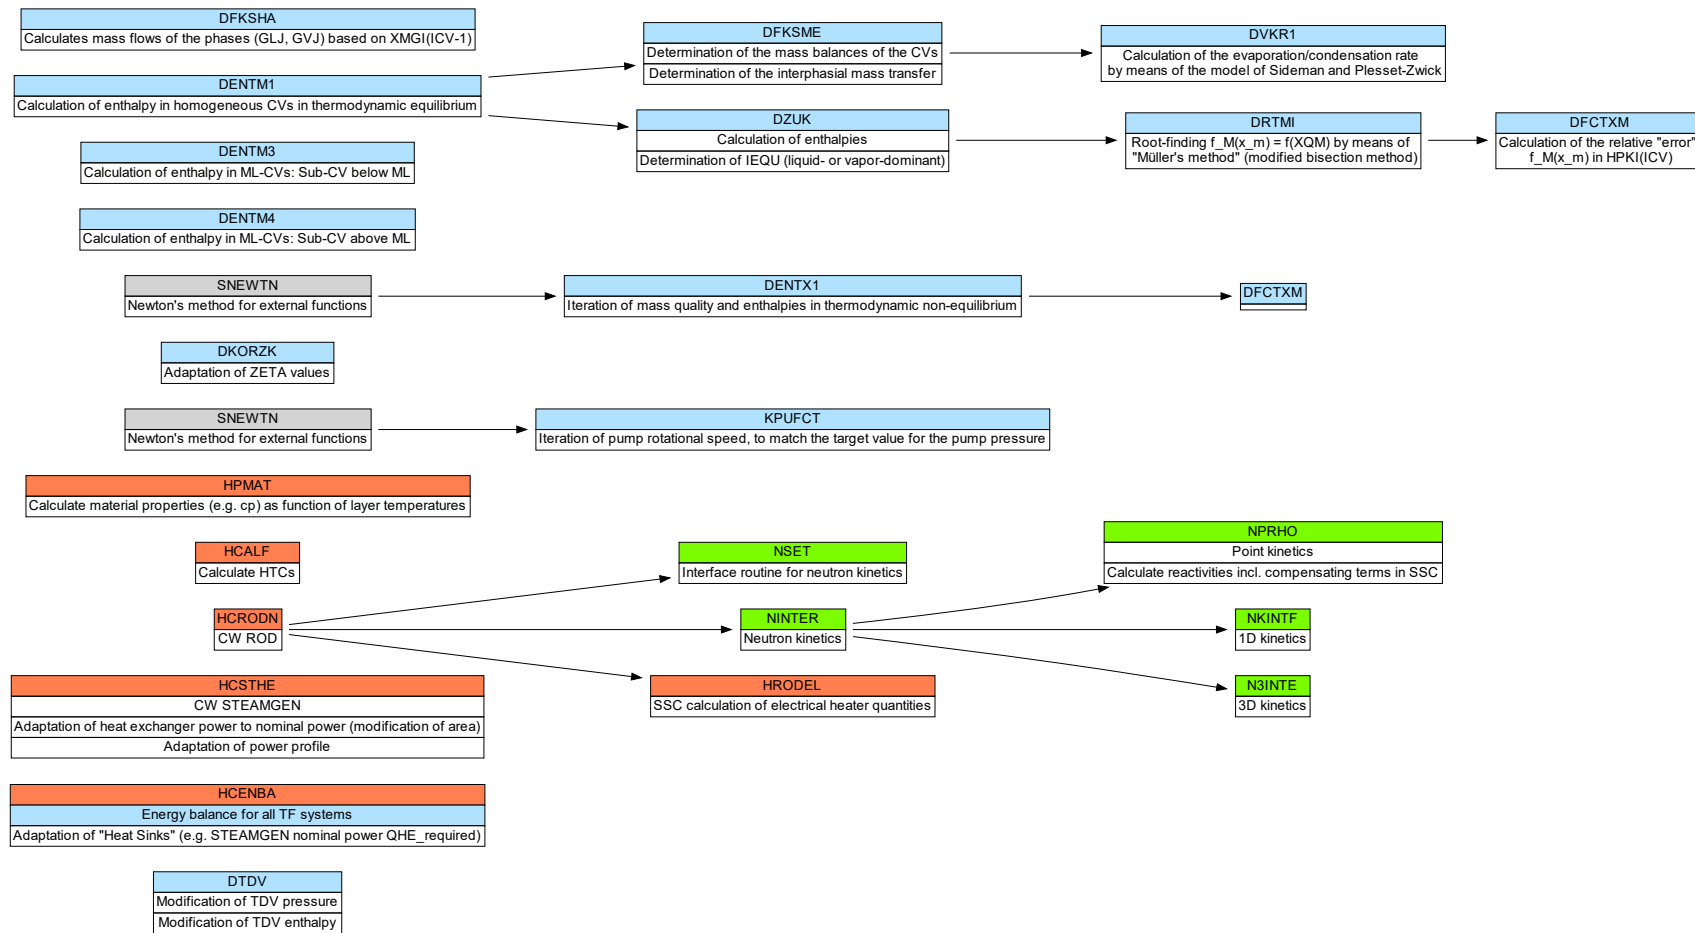 DFKSHA
Calculates mass flows of the phases (GLJ, GVJ) based on XMGI(ICV-1)
DFKSME
Determination of the mass balances of the CVs
Determination of the interphasial mass transfer
DVKR1
Calculation of the evaporation/condensation rate
by means of the model of Sideman and Plesset-Zwick
DENTM1
Calculation of enthalpy in homogeneous CVs in thermodynamic equilibrium
DZUK
Calculation of enthalpies
Determination of IEQU (liquid- or vapor-dominant)
DRTMI
Root-finding f_M(x_m) = f(XQM) by means of
"Müller's method" (modified bisection method)
DFCTXM
Calculation of the relative "error"
f_M(x_m) in HPKI(ICV)
DENTM3
Calculation of enthalpy in ML-CVs: Sub-CV below ML
DENTM4
Calculation of enthalpy in ML-CVs: Sub-CV above ML
SNEWTN
Newton's method for external functions
DENTX1
Iteration of mass quality and enthalpies in thermodynamic non-equilibrium
DFCTXM
DKORZK
Adaptation of ZETA values
SNEWTN
Newton's method for external functions
KPUFCT
Iteration of pump rotational speed, to match the target value for the pump pressure
HPMAT
Calculate material properties (e.g. cp) as function of layer temperatures
HCALF
Calculate HTCs
NSET
Interface routine for neutron kinetics
NPRHO
Point kinetics
Calculate reactivities incl. compensating terms in SSC
HCRODN
CW ROD
NINTER
Neutron kinetics
NKINTF
1D kinetics
HCSTHE
CW STEAMGEN
Adaptation of heat exchanger power to nominal power (modification of area)
Adaptation of power profile
HRODEL
SSC calculation of electrical heater quantities
N3INTE
3D kinetics
HCENBA
Energy balance for all TF systems
Adaptation of "Heat Sinks" (e.g. STEAMGEN nominal power QHE_required)
DTDV
Modification of TDV pressure
Modification of TDV enthalpy